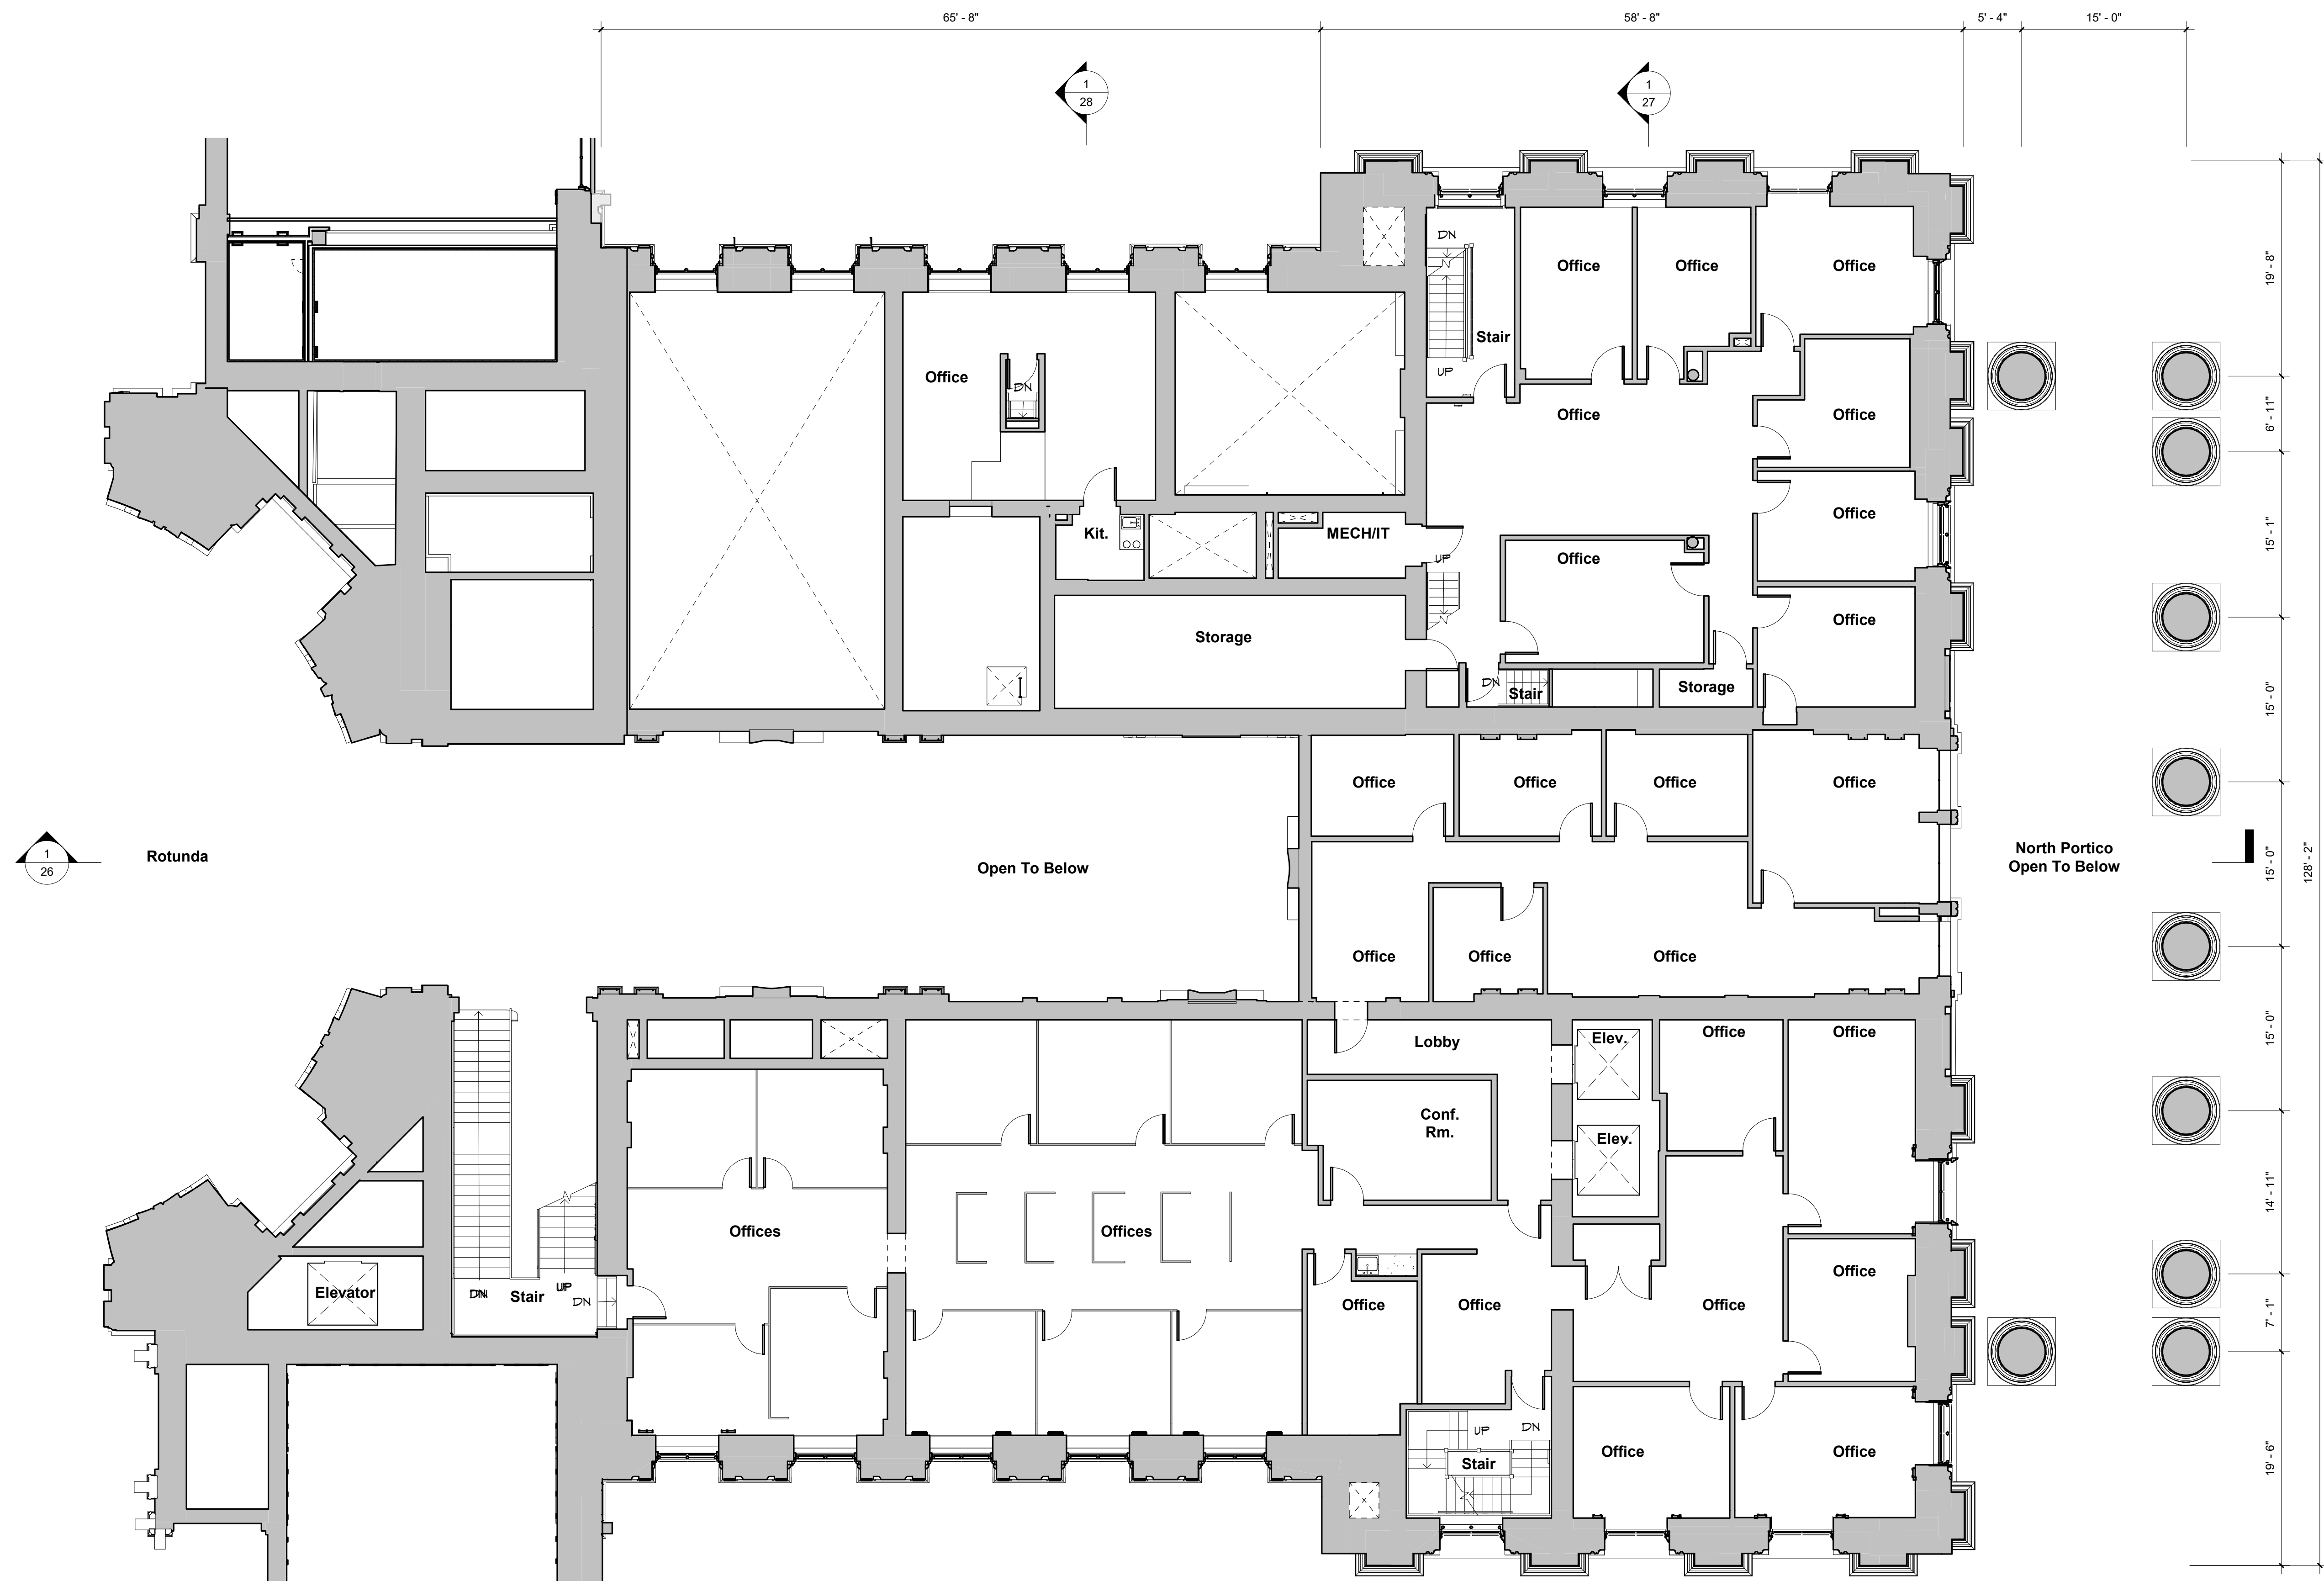 65' - 8"
58' - 8"
5' - 4"
15' - 0"
1
28
1
27
DN
Office
Office
Office
19' - 8"
Stair
UP
Office
DN
Office
Office
6' - 11"
Kit.
MECH/IT
UP
Office
Office
15' - 1"
Storage
Office
DN
Stair
Storage
15' - 0"
Office
Office
Office
Office
1
26
Rotunda
Open To Below
North Portico
Open To Below
15' - 0"
128' - 2"
Office
Office
Office
Lobby
Elev.
Office
Office
15' - 0"
Conf.
Rm.
Elev.
Offices
Offices
14' - 11"
Elevator
DN
Stair
UP
DN
Office
Office
Office
Office
7' - 1"
UP
DN
Stair
Office
Office
19' - 6"